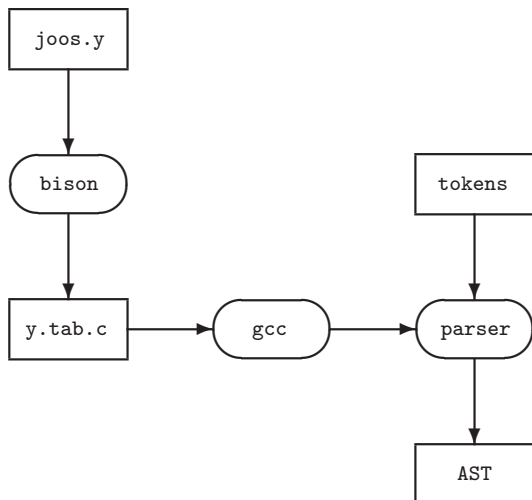 joos.y
bison
tokens
y.tab.c
gcc
parser
AST